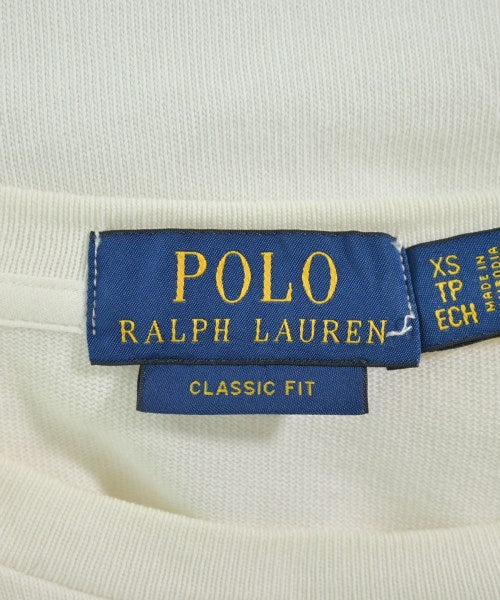 POLO
RALPH LAUREN
CLASSIC FIT
XS
TP
ECH
MADE IN